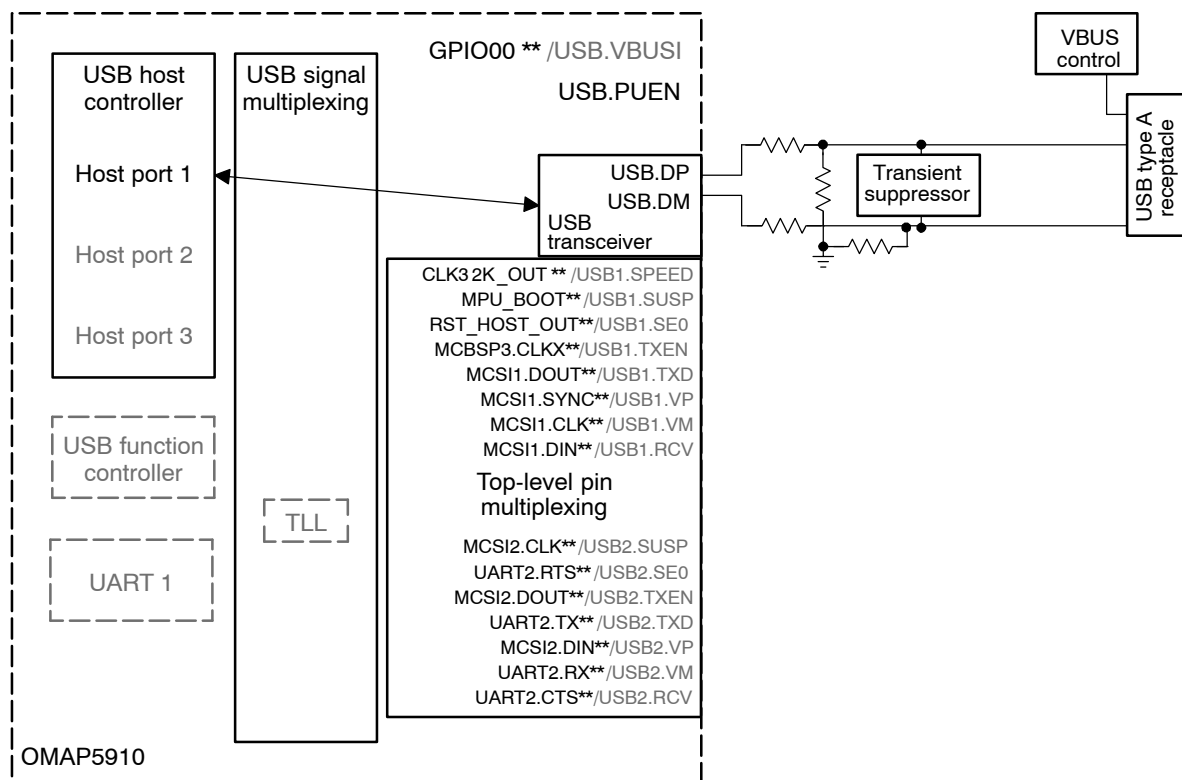 GPIO00 ** /USB.VBUSI
USB.PUEN
USB host
controller
Host port 1
Host port 2
Host port 3
USB signal
multiplexing
USB.DP
USB.DM
USB
transceiver
VBUS
control
USB type A
receptacle
Transient
suppressor
CLK32K_OUT ** /USB1.SPEED
MPU_BOOT**/USB1.SUSP
RST_HOST_OUT**/USB1.SE0
MCBSP3.CLKX**/USB1.TXEN
MCSI1.DOUT**/USB1.TXD
MCSI1.SYNC**/USB1.VP
MCSI1.CLK**/USB1.VM
MCSI1.DIN**/USB1.RCV
Top-level pin
multiplexing
MCSI2.CLK**/USB2.SUSP
UART2.RTS**/USB2.SE0
MCSI2.DOUT**/USB2.TXEN
UART2.TX**/USB2.TXD
MCSI2.DIN**/USB2.VP
UART2.RX**/USB2.VM
UART2.CTS**/USB2.RCV
USB function
controller
TLL
UART 1
OMAP5910